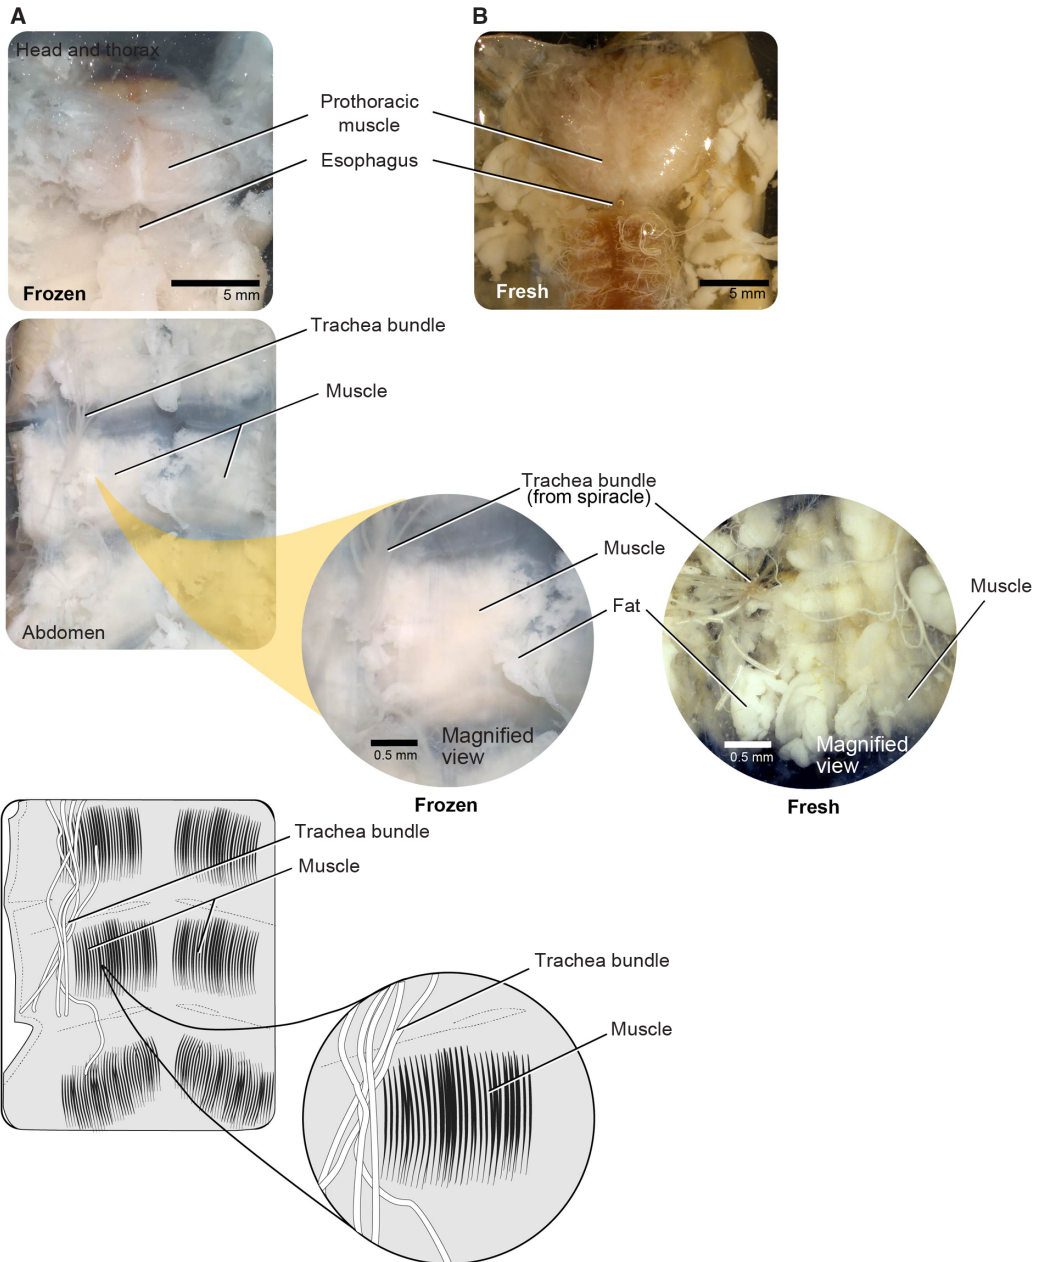 A
B
Head and thorax
Prothoracic
muscle
Esophagus
Frozen
5 mm
Fresh
5 mm
Trachea bundle
Muscle
Abdomen
Trachea bundle
(from spiracle)
Muscle
Fat
Muscle
0.5 mm
Magnified
view
0.5 mm
Magnified
view
Frozen
Fresh
Trachea bundle
Muscle
Trachea bundle
Muscle